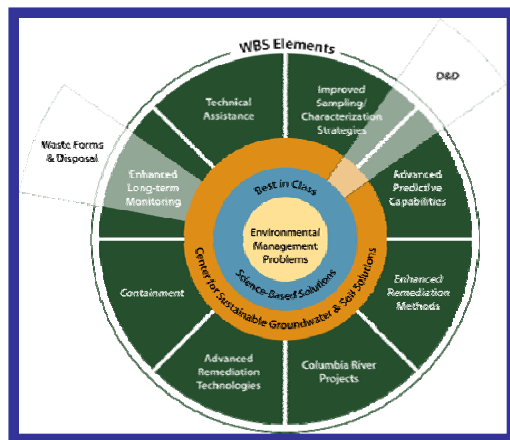 WBS Elements
D&D
Improved
Sampling/
Characterization
Strategies
Technical
Assistance
Waste Forms
& Disposal
Enhanced
Long-term
Monitoring
Advanced
Predictive
Capabilities
Best in Class
Environmental
Management
Problems
Science-Based Solutions
Center for Sustainable Groundwater & Soil Solutions
Containment
Enhanced
Remediation
Methods
Advanced
Remediation
Technologies
Columbia River
Projects